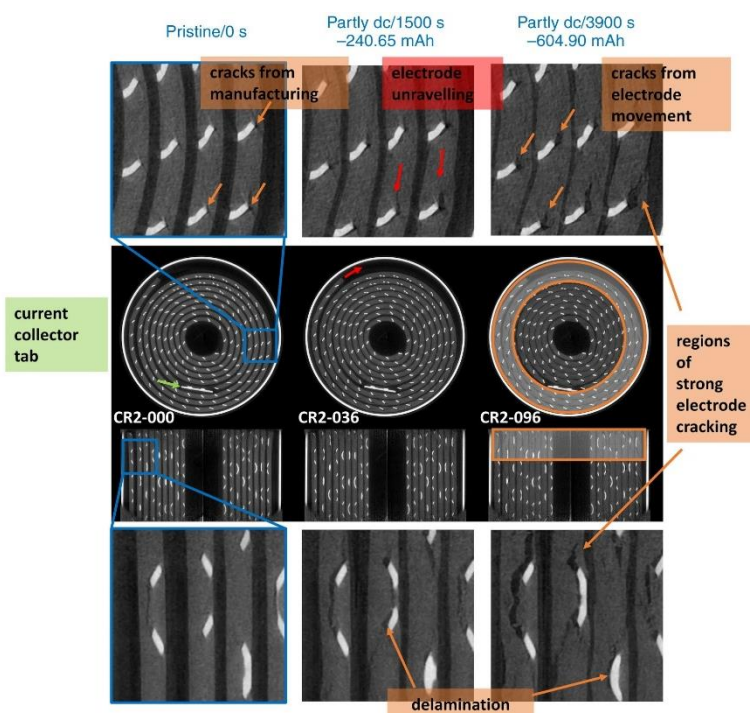 Pristine/0 s
Partly dc/1500 s
–240.65 mAh
Partly dc/3900 s
–604.90 mAh
cracks from
manufacturing
electrode
unravelling
cracks from
electrode
movement
current
collector
tab
CR2-000
CR2-036
CR2-096
regions
of
strong
electrode
cracking
delamination